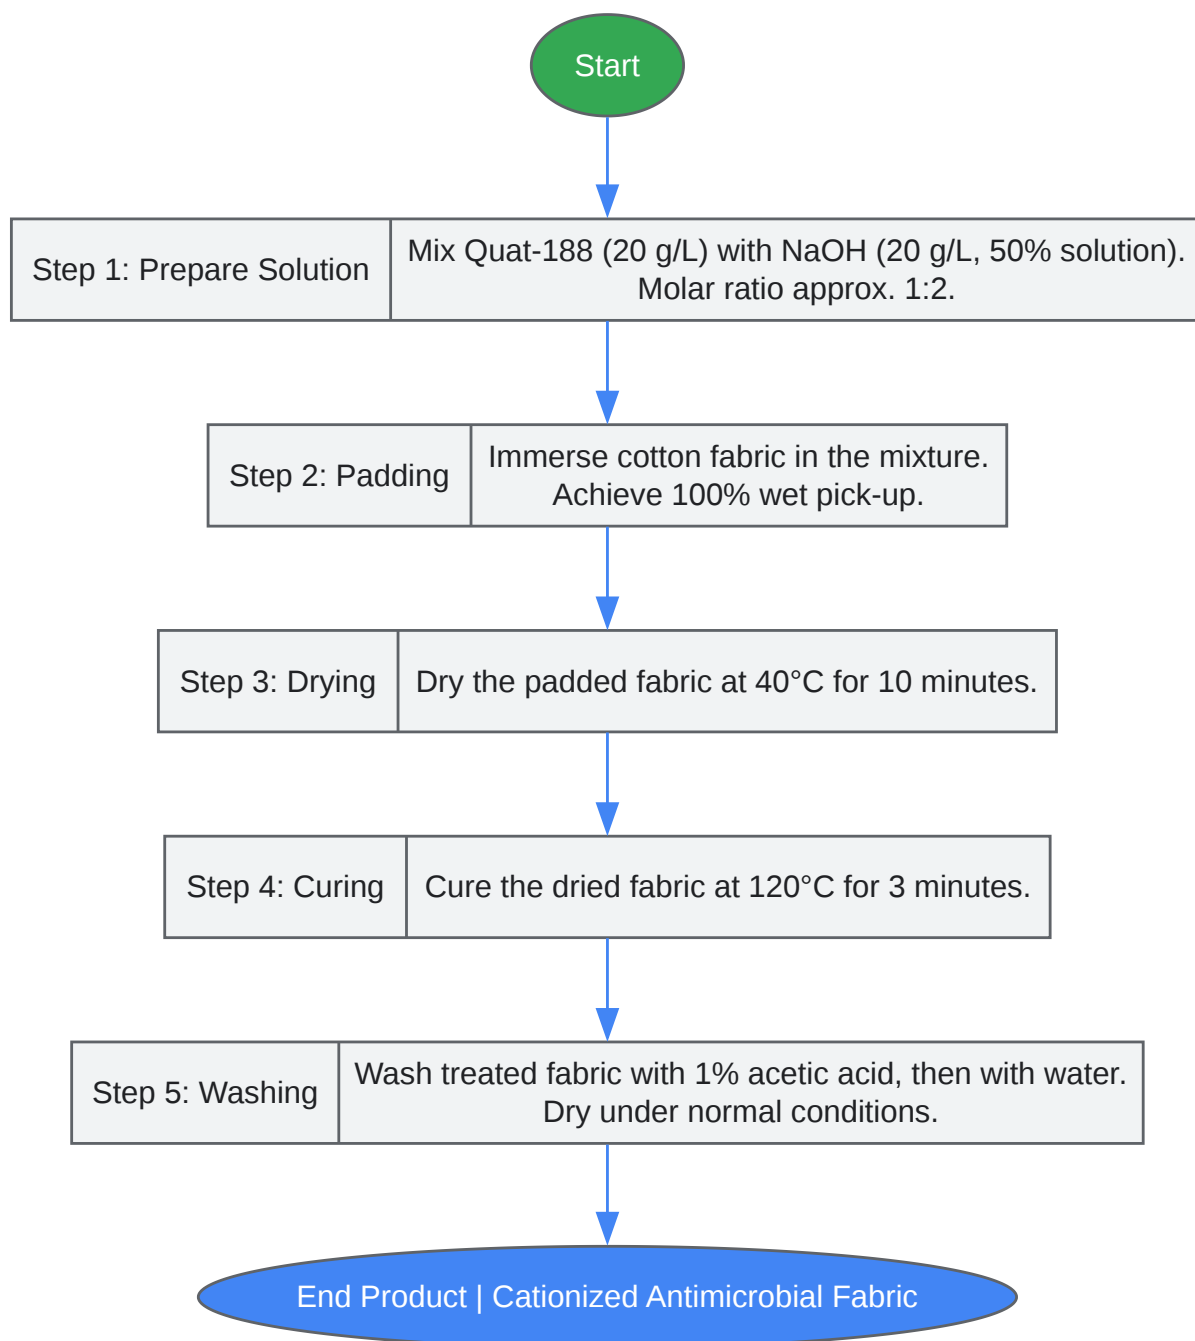 Start
Step 1: Prepare Solution
Mix Quat-188 (20 g/L) with NaOH (20 g/L, 50% solution).
Molar ratio approx. 1:2.
Step 2: Padding
Immerse cotton fabric in the mixture.
Achieve 100% wet pick-up.
Step 3: Drying
Dry the padded fabric at 40°C for 10 minutes.
Step 4: Curing
Cure the dried fabric at 120°C for 3 minutes.
Step 5: Washing
Wash treated fabric with 1% acetic acid, then with water.
Dry under normal conditions.
End Product | Cationized Antimicrobial Fabric